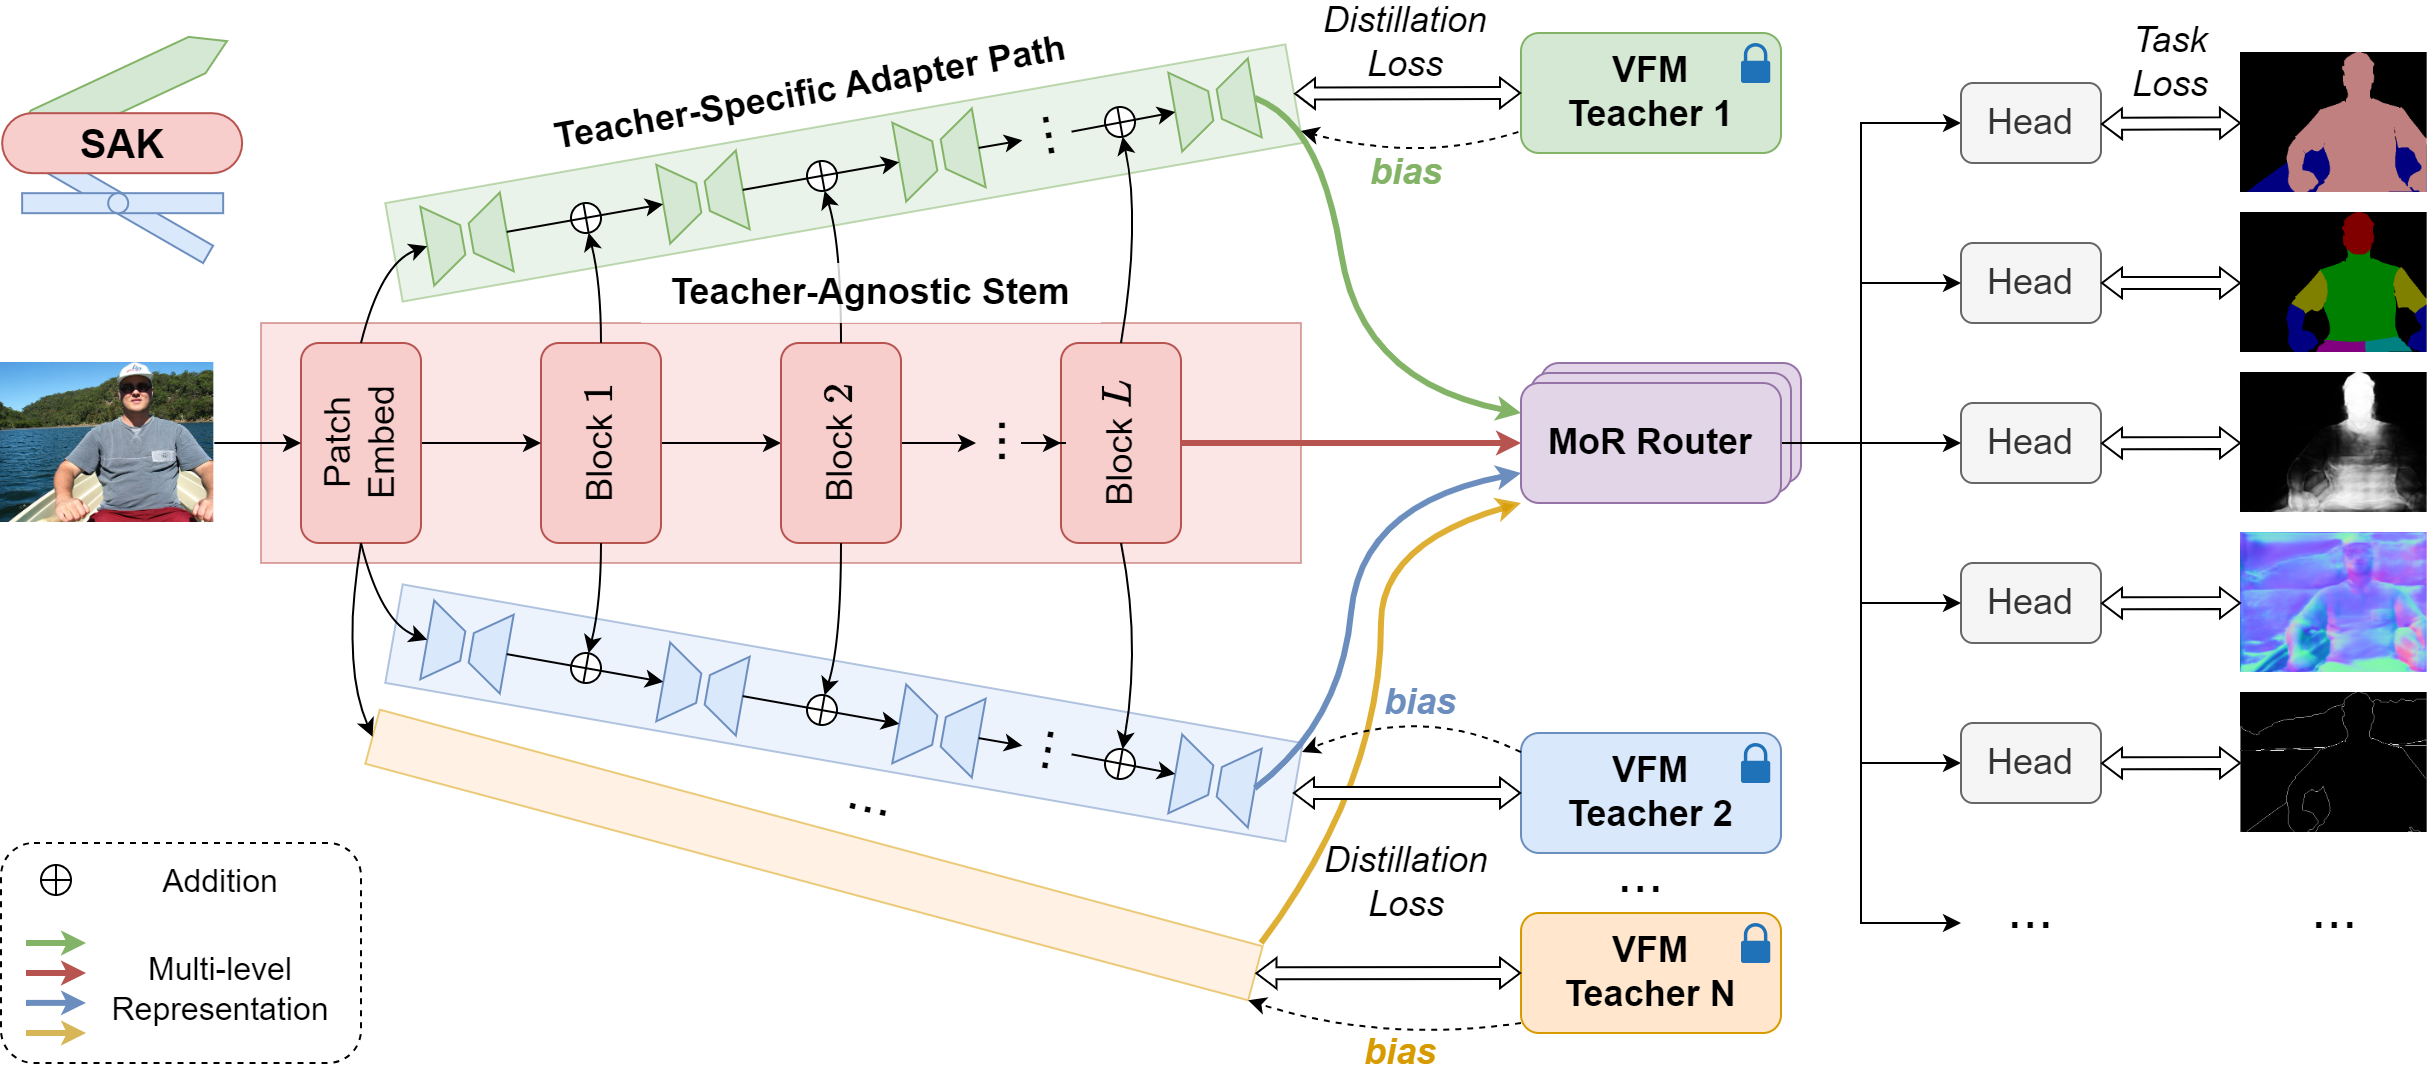 SAK
Teacher-Specific Adapter Path
Distillation
Loss
VFM
Teacher 1
bias
Task
Loss
Head
Head
Head
Head
Head
...
...
Teacher-Agnostic Stem
Patch
Embed
Block 1
Block 2
...
Block L
MoR Router
...
...
...
bias
VFM
Teacher 2
Distillation
Loss
...
VFM
Teacher N
bias
Addition
Multi-level
Representation